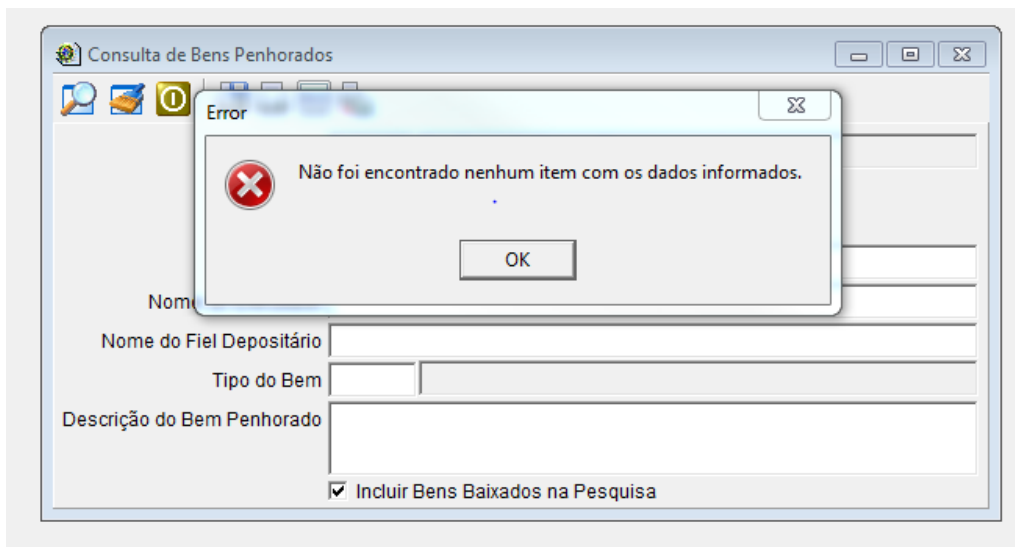 Consulta de Bens Penhorados
Error
Não foi encontrado nenhum item com os dados informados.
OK
Nome
Nome do Fiel Depositário
Tipo do Bem
Descrição do Bem Penhorado
Incluir Bens Baixados na Pesquisa